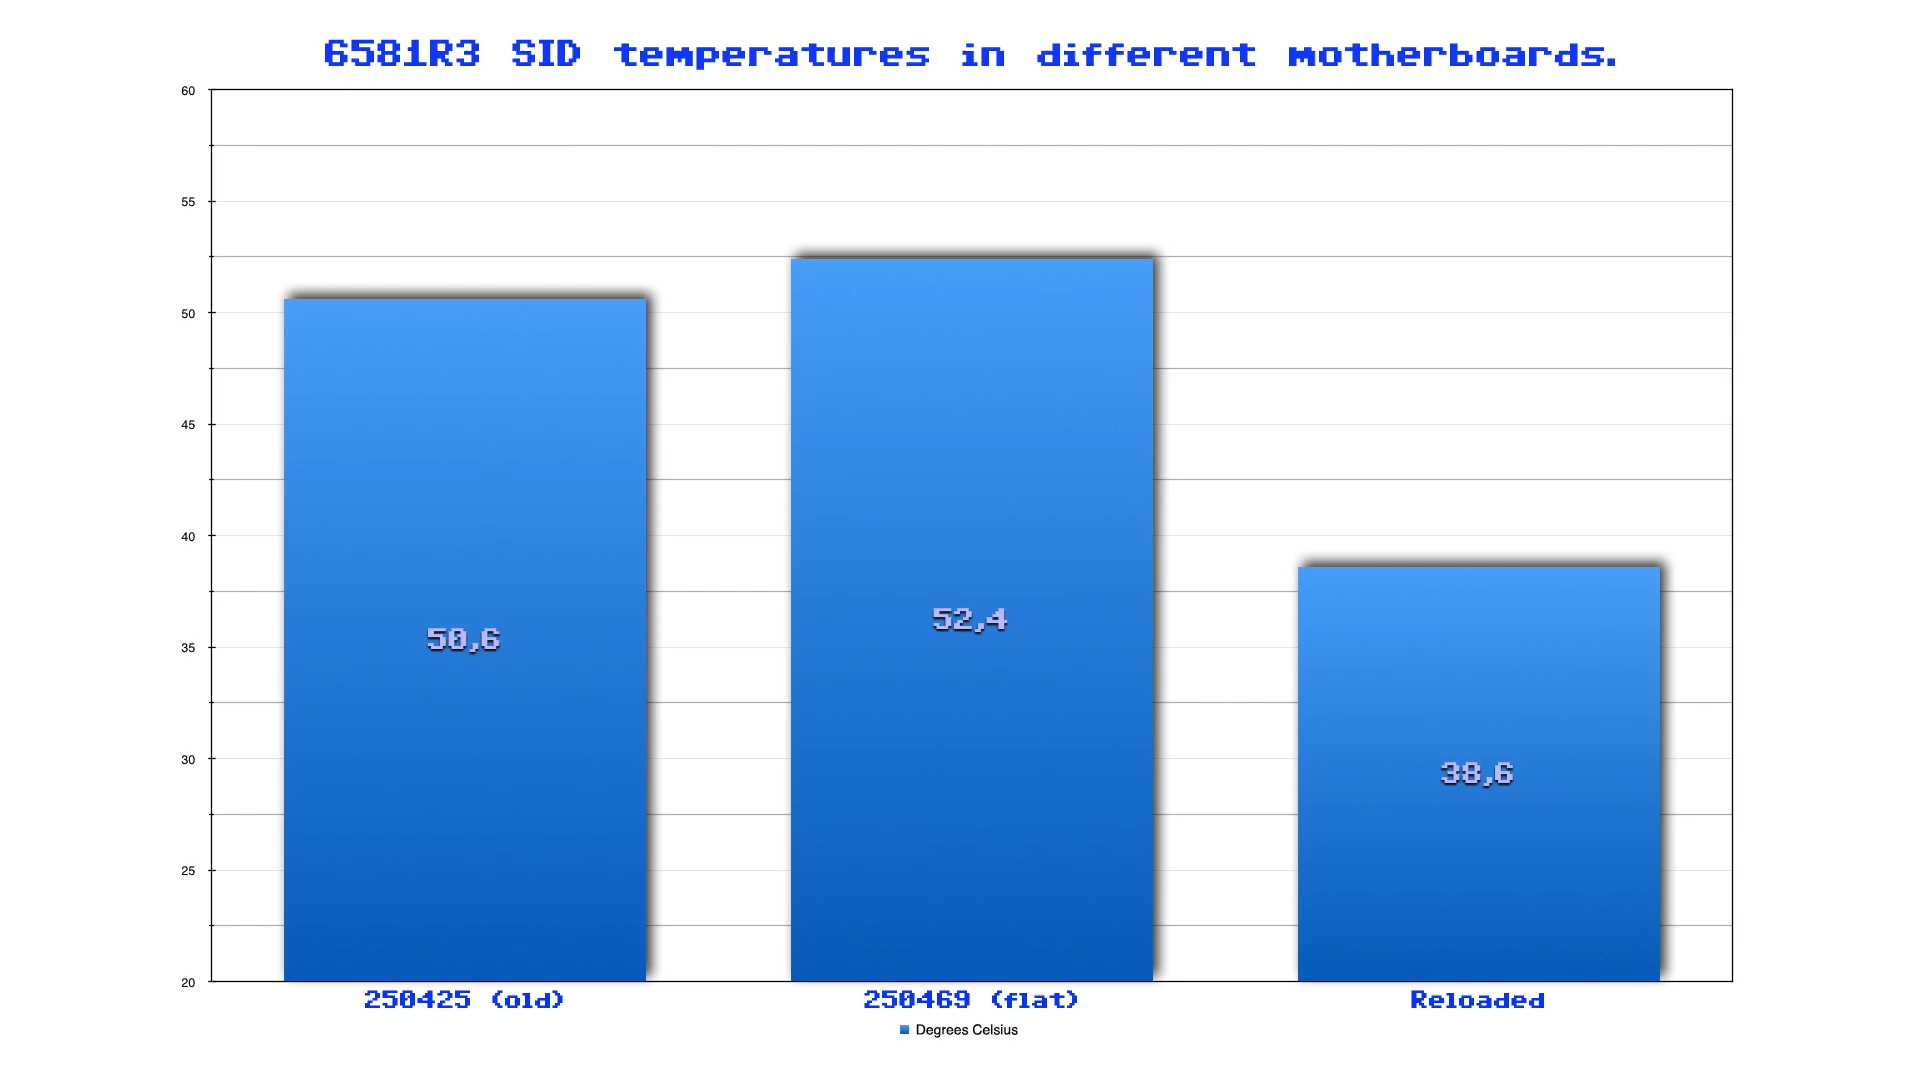 6581R3 SID temperatures in different motherboards.
60
55
50
45
40
35
30
25
20
50,6
52,4
38,6
250425 (old)
250469 (flat)
Reloaded
Degrees Celsius